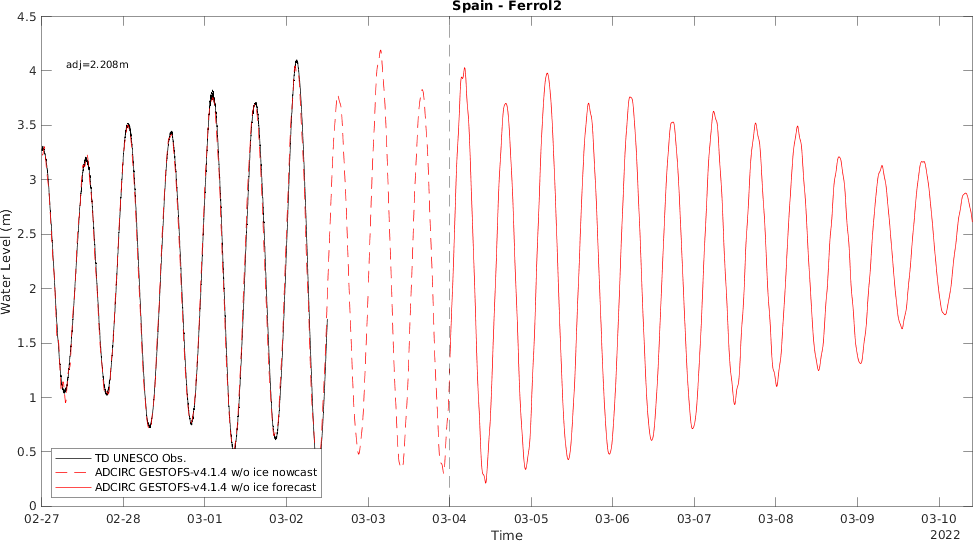 Spain - Ferrol2
4.5
4
3.5
3
2.5
2
1.5
1
0.5
0
Water Level (m)
adj=2.208m
TD UNESCO Obs.
ADCIRC GESTOFS-v4.1.4 w/o ice nowcast
ADCIRC GESTOFS-v4.1.4 w/o ice forecast
02-27 02-28 03-01 03-02 03-03 03-04 03-05 03-06 03-07 03-08 03-09 03-10
2022
Time